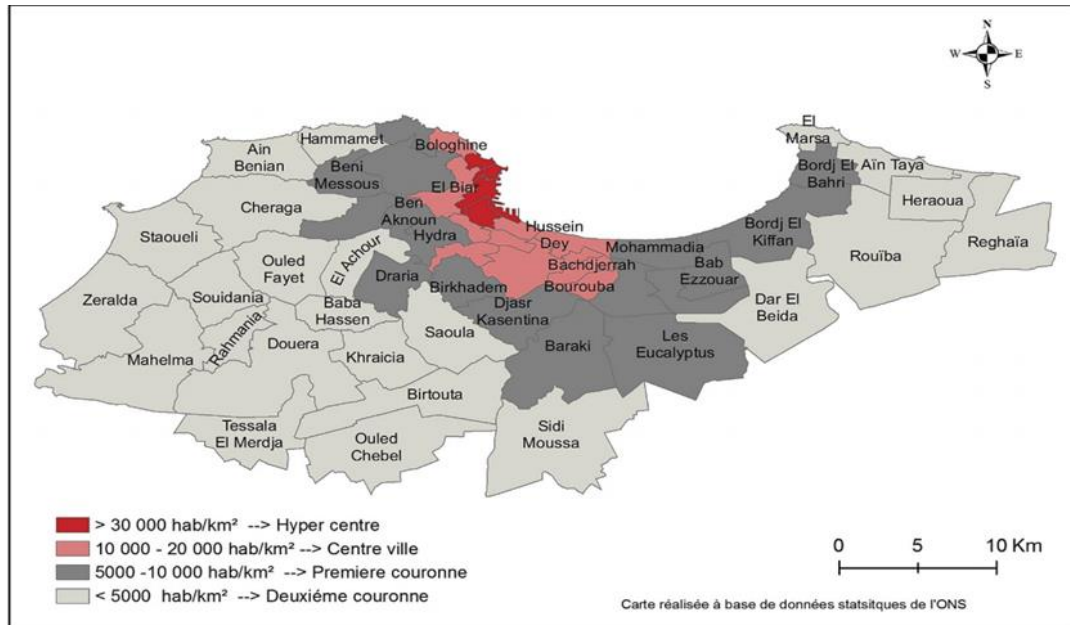 N
W E
S
El
Marsa
Hammamet
Bologhine
Ain
Benian
Bordj El
Bahri
Aïn Taya
Beni
Messous
El Biar
Heraoua
Cheraga
Ben
Aknoun
Hydra
Hussein
Dey
Bordj El
Kiffan
Staoueli
Mohammadia
Reghaïa
El Achour
Ouled
Fayet
Bachdjerrah
Bab
Ezzouar
Rouïba
Draria
Birkhadem
Bourouba
Zeralda
Souidania
Baba
Hassen
Djasr
Kasentina
Dar El
Beida
Rahmania
Saoula
Mahelma
Douera
Khraicia
Baraki
Les
Eucalyptus
Birtouta
Tessala
El Merdja
Ouled
Chebel
Sidi
Moussa
> 30 000 hab/km² --> Hyper centre
10 000 - 20 000 hab/km² --> Centre ville
5000 -10 000 hab/km² --> Premiere couronne
< 5000 hab/km² --> Deuxiéme couronne
0 5 10 Km
Carte réalisée à base de données statsitques de l'ONS